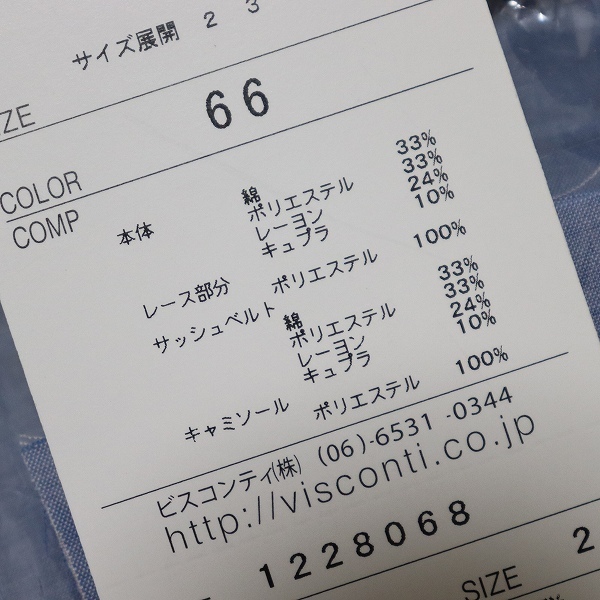 サイズ展開 2 3
ZE
66
COLOR
COMP
本体 綿 33%
ポリエステル 33%
レーヨン 24%
キュプラ 10%
レース部分 ポリエステル 100%
サッシュベルト 綿 33%
ポリエステル 33%
レーヨン 24%
キュプラ 10%
キャミソール ポリエステル 100%
ビスコンティ(株) (06)-6531 -0344
http://visconti.co.jp
1228068
SIZE 2